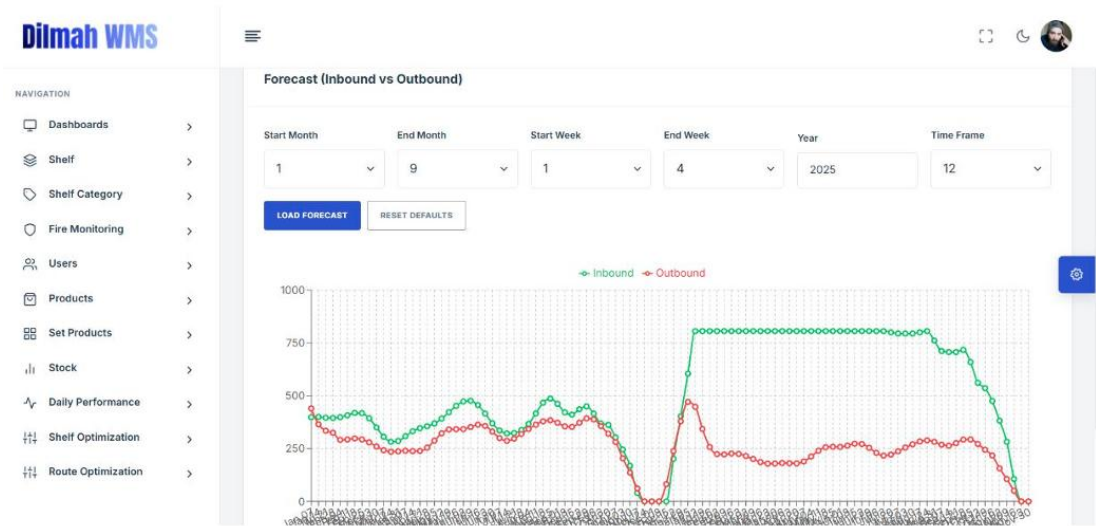 Dilmah WMS
NAVIGATION
Dashboards
Shelf
Shelf Category
Fire Monitoring
Users
Products
Set Products
Stock
Daily Performance
Shelf Optimization
Route Optimization
Forecast (Inbound vs Outbound)
Start Month End Month Start Week End Week Year Time Frame
1 9 1 4 2025 12
LOAD FORECAST RESET DEFAULTS
Inbound Outbound
1000
750
500
250
0